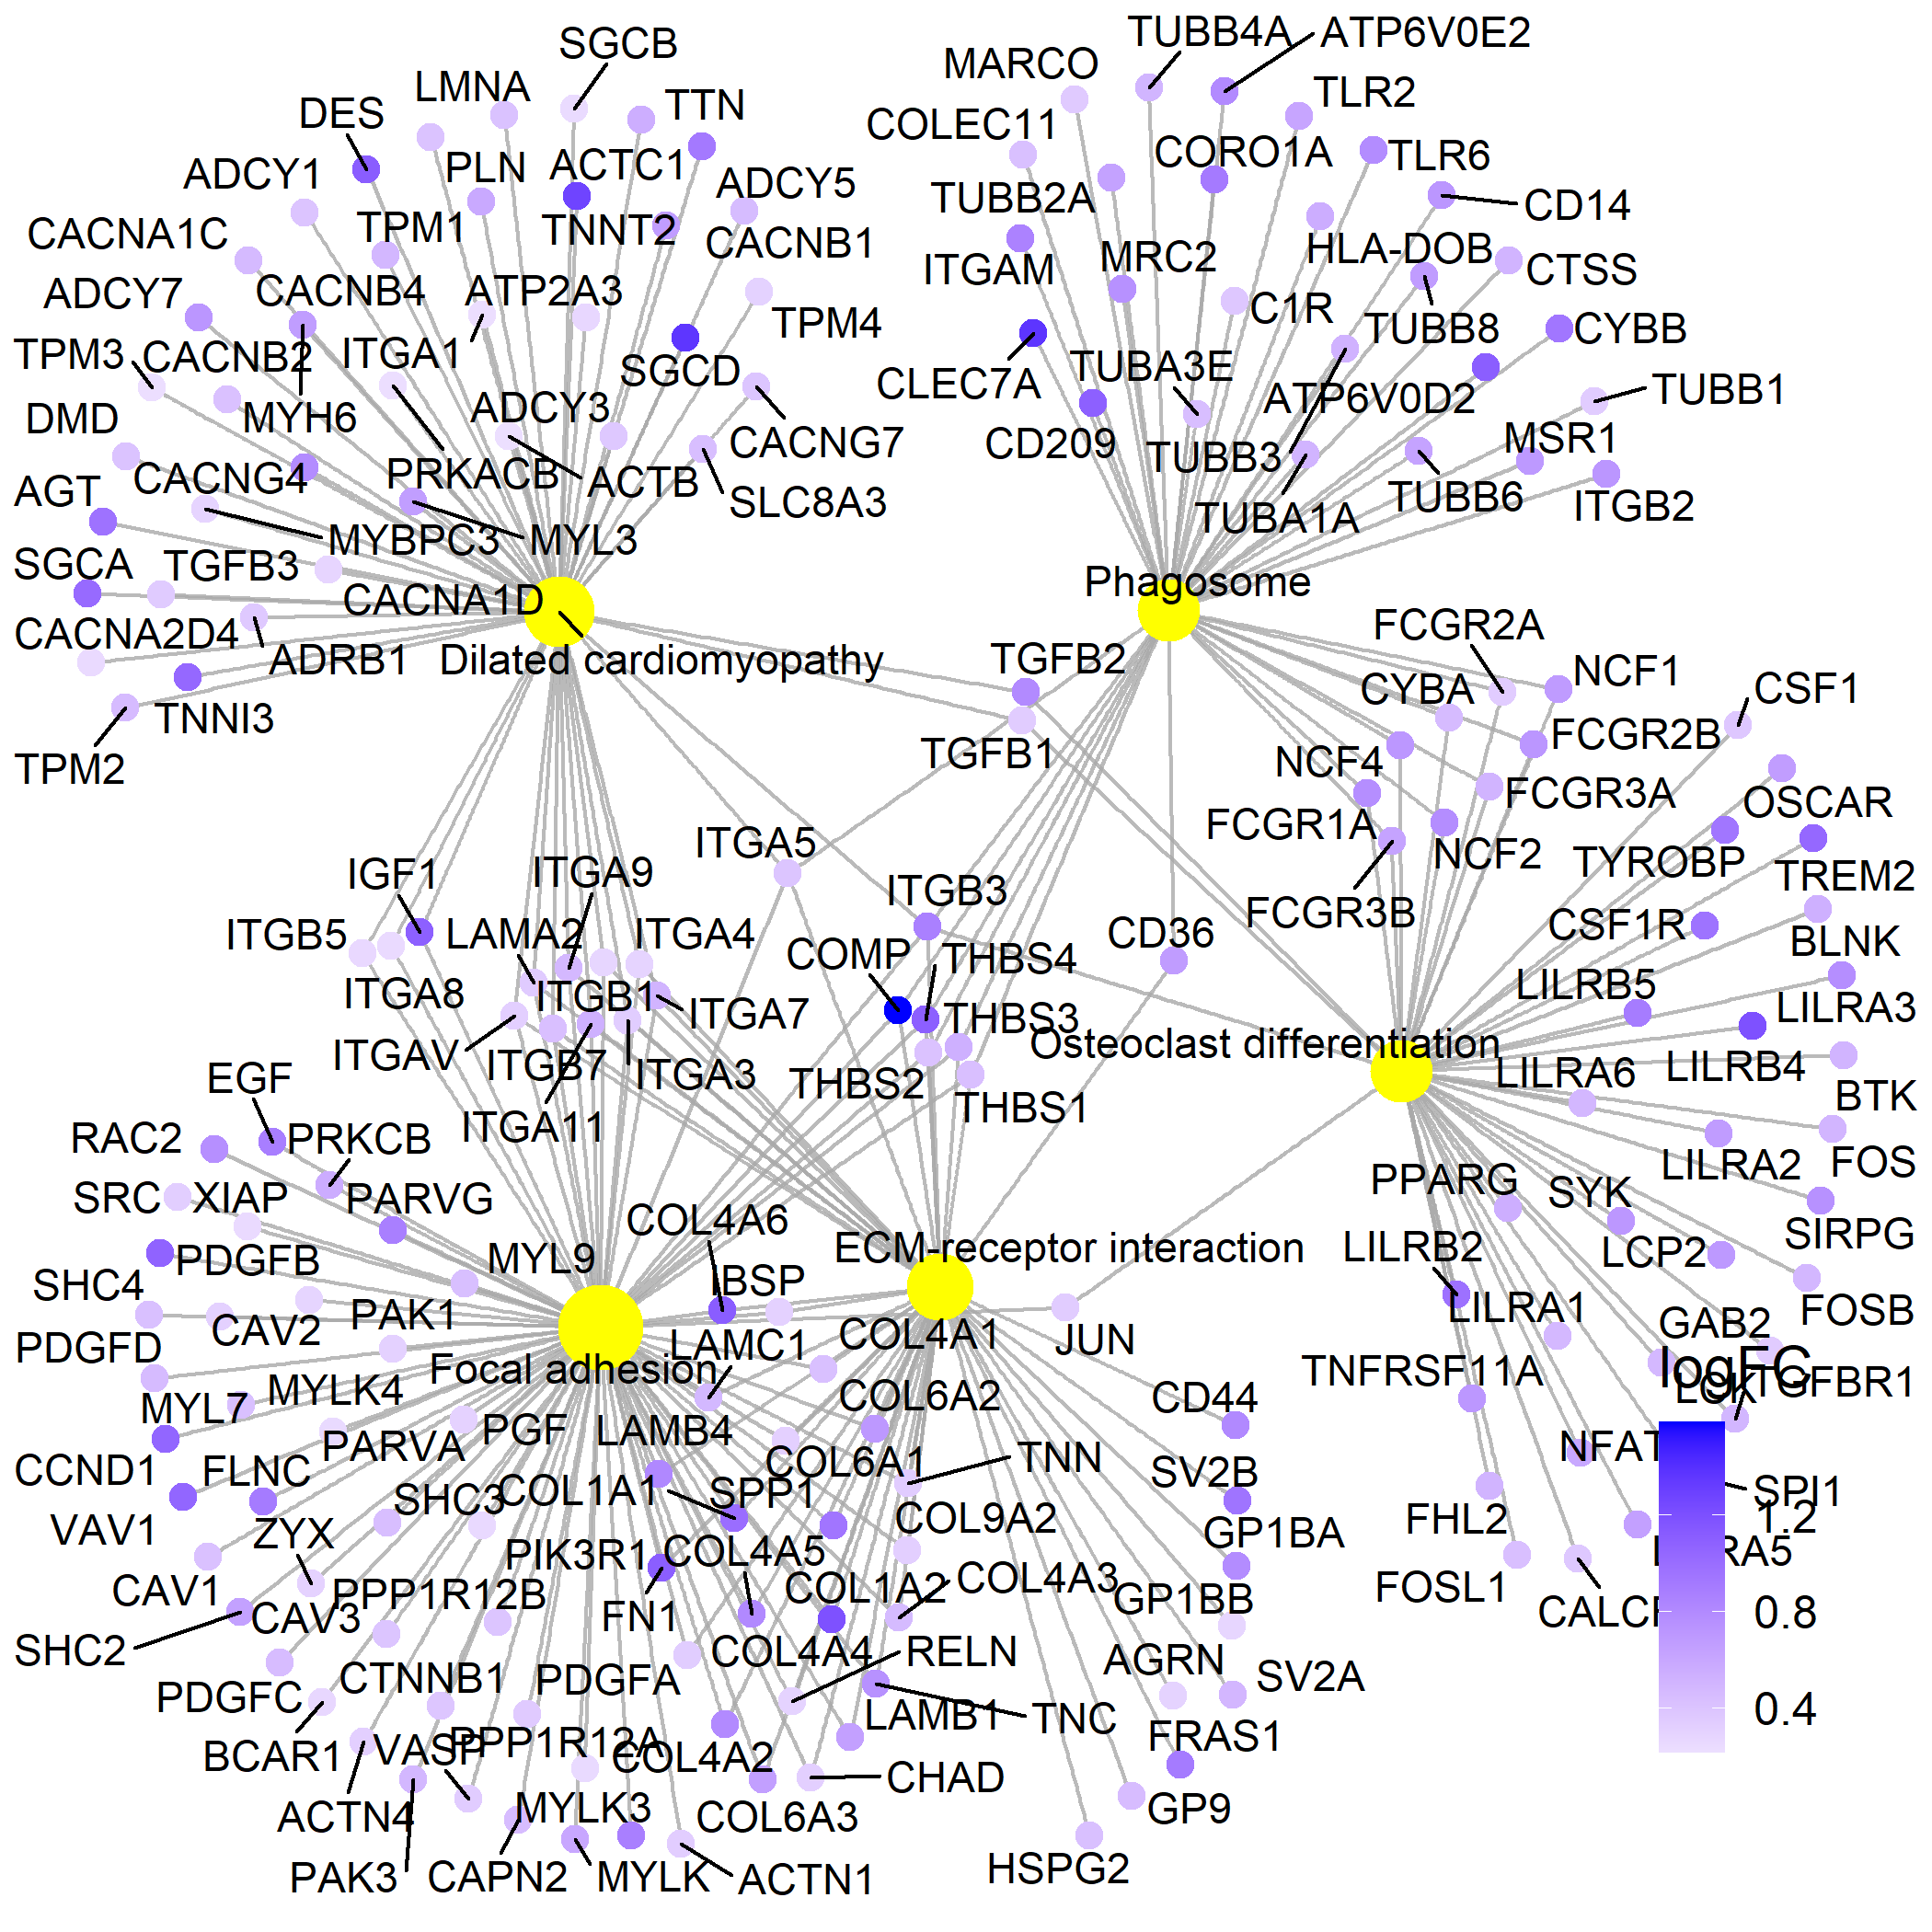 SGCB
TUBB4A
ATP6V0E2
LMNA
TTN
MARCO
TLR2
DES
COLEC11
ADCY1
PLN
ACTC1
ADCY5
CORO1A
TLR6
TUBB2A
CD14
CACNA1C
TPM1
TNNT2
CACNB1
ITGAM
MRC2
HLA-DOB
CTSS
ADCY7
CACNB4
ATP2A3
TPM4
C1R
TUBB8
CYBB
TPM3
CACNB2
ITGA1
SGCD
CLEC7A
TUBA3E
ATP6V0D2
TUBB1
DMD
MYH6
ADCY3
CACNG7
CD209
TUBB3
MSR1
AGT
CACNG4
PRKACB
ACTB
SLC8A3
TUBA1A
TUBB6
ITGB2
MYBPC3
MYL3
SGCA
TGFB3
CACNA1D
Phagosome
CACNA2D4
ADRB1
Dilated cardiomyopathy
TGFB2
FCGR2A
NCF1
CYBA
CSF1
TNNI3
TPM2
TGFB1
NCF4
FCGR2B
FCGR3A
OSCAR
FCGR1A
NCF2
TYROBP
TREM2
ITGA5
IGF1
ITGA9
ITGB3
FCGR3B
CSF1R
BLNK
ITGB5
LAMA2
ITGA4
COMP
THBS4
CD36
LILRB5
LILRA3
ITGA8
ITGB1
ITGA7
THBS3
Osteoclast differentiation
ITGAV
ITGB7
ITGA3
THBS2
THBS1
LILRA6
LILRB4
BTK
EGF
ITGA11
RAC2
PRKCB
LILRA2
FOS
SRC
XIAP
PARVG
COL4A6
PPARG
SYK
SIRPG
PDGFB
MYL9
ECM-receptor interaction
LILRB2
LCP2
SHC4
IBSP
LILRA1
FOSB
PDGFD
CAV2
PAK1
LAMC1
COL4A1
JUN
GAB2
Focal adhesion
TNFRSF11A
logFC
LCK
TGFBR1
MYL7
MYLK4
COL6A2
CD44
PARVA
PGF
LAMB4
COL6A1
TNN
NFAT
CCND1
FLNC
SHC3
COL1A1
SPP1
SV2B
SPI1
VAV1
ZYX
COL9A2
GP1BA
FHL2
1.2
PIK3R1
COL4A5
RA5
CAV1
CAV3
PPP1R12B
FN1
COL1A2
COL4A3
GP1BB
FOSL1
0.8
SHC2
COL4A4
RELN
AGRN
SV2A
PDGFC
CTNNB1
PDGFA
LAMB1
TNC
0.4
BCAR1
VASP
PPP1R12A
COL4A2
FRAS1
CHAD
ACTN4
MYLK3
COL6A3
GP9
PAK3
CAPN2
MYLK
ACTN1
HSPG2